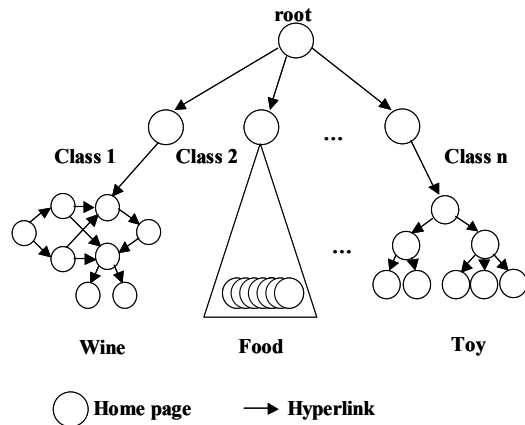 root
...
Class 1
Class 2
Class n
...
Wine
Food
Toy
Home page
Hyperlink